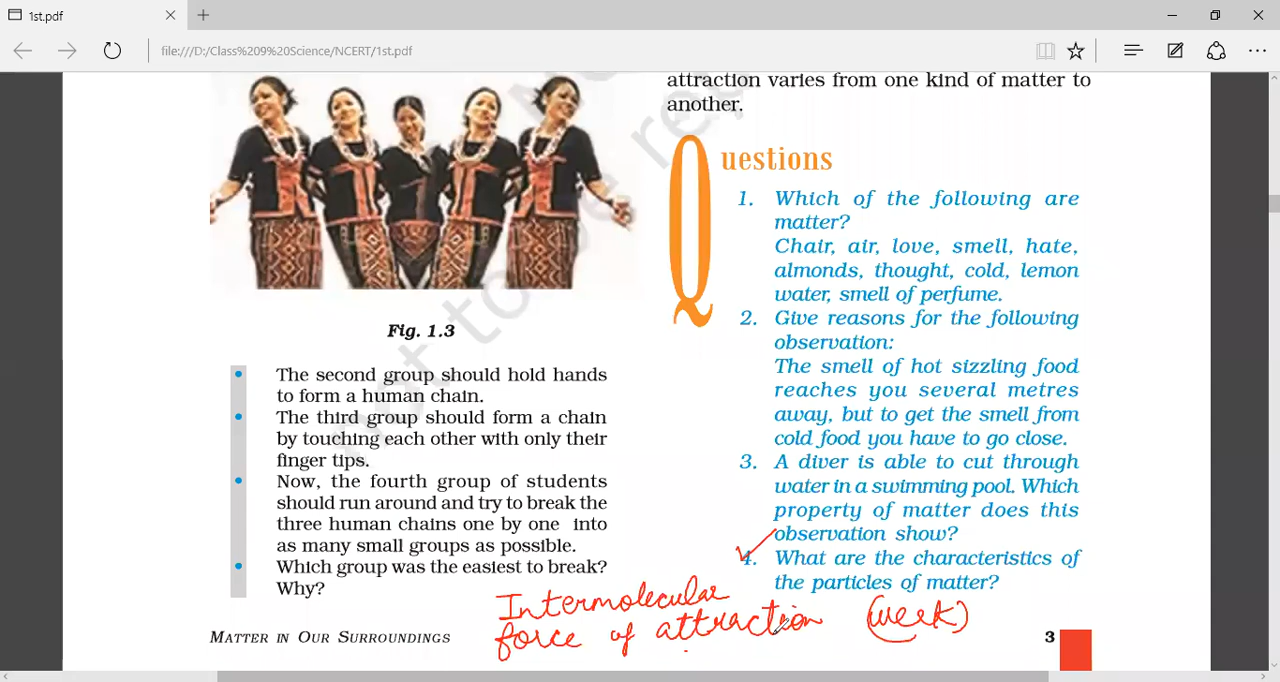 1st.pdf
file:///D:/Class%209%20Science/NCERT/1st.pdf
Fig. 1.3
The second group should hold hands
to form a human chain.
The third group should form a chain
by touching each other with only their
finger tips.
Now, the fourth group of students
should run around and try to break the
three human chains one by one into
as many small groups as possible.
Which group was the easiest to break?
Why?
attraction varies from one kind of matter to
another.
Questions
1. Which of the following are
matter?
Chair, air, love, smell, hate,
almonds, thought, cold, lemon
water, smell of perfume.
2. Give reasons for the following
observation:
The smell of hot sizzling food
reaches you several metres
away, but to get the smell from
cold food you have to go close.
3. A diver is able to cut through
water in a swimming pool. Which
property of matter does this
observation show?
4. What are the characteristics of
the particles of matter?
Intermolecular
force of attraction (week)
MATTER IN OUR SURROUNDINGS
3
not to be re